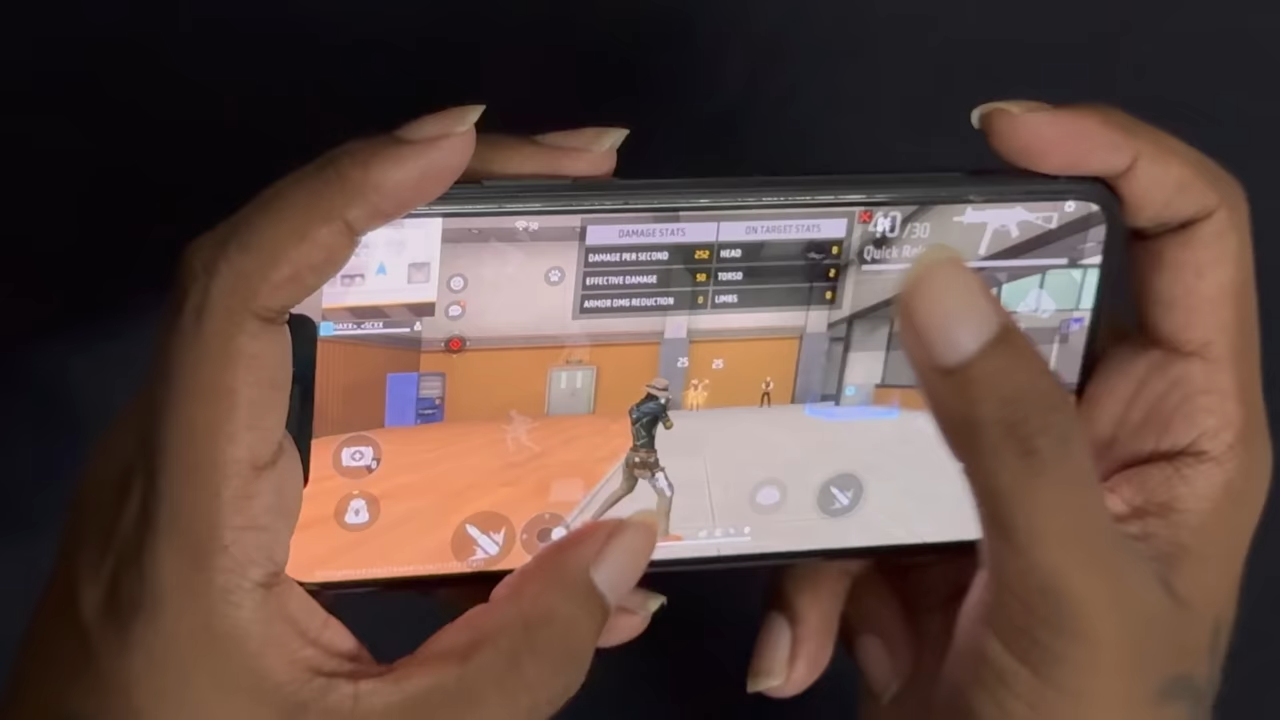 DAMAGE STATS
ON TARGET STATS
DAMAGE PER SECOND 252
HEAD 0
EFFECTIVE DAMAGE 50
TORSO 2
ARMOR DMG REDUCTION 0
LIMBS 0
40/30
Quick
25 25